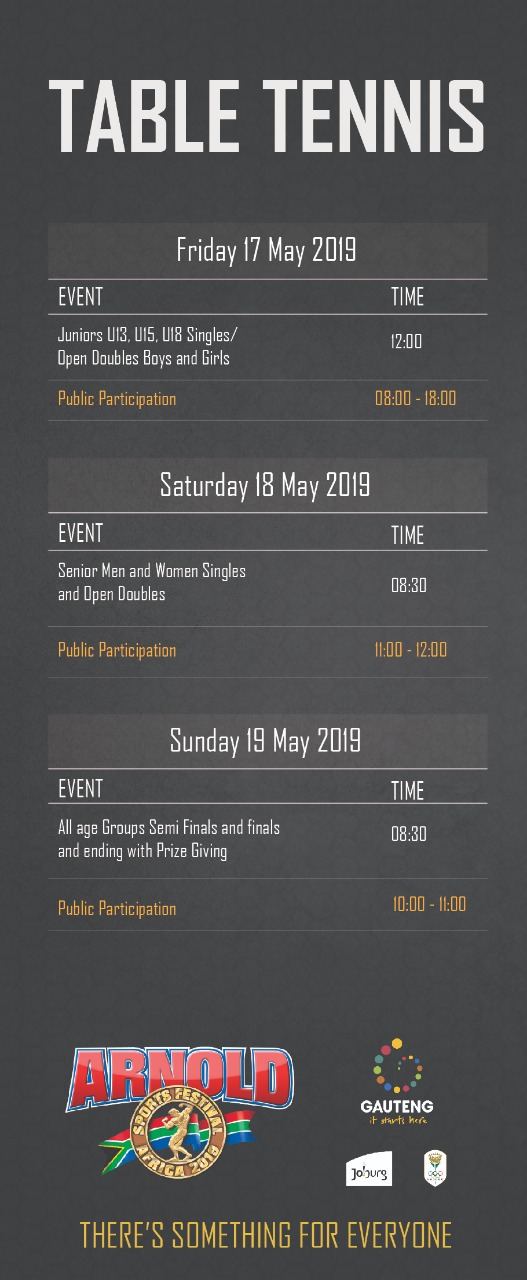 TABLE TENNIS
Friday 17 May 2019
EVENT TIME
Juniors U13, U15, U18 Singles/
Open Doubles Boys and Girls
12:00
Public Participation 08:00 - 18:00
Saturday 18 May 2019
EVENT TIME
Senior Men and Women Singles
and Open Doubles
08:30
Public Participation 11:00 - 12:00
Sunday 19 May 2019
EVENT TIME
All age Groups Semi Finals and finals
and ending with Prize Giving
08:30
Public Participation 10:00 - 11:00
ARNOLD
SPORTS FESTIVAL
AFRICA 2019
GAUTENG
it starts here
Joburg
THERE'S SOMETHING FOR EVERYONE